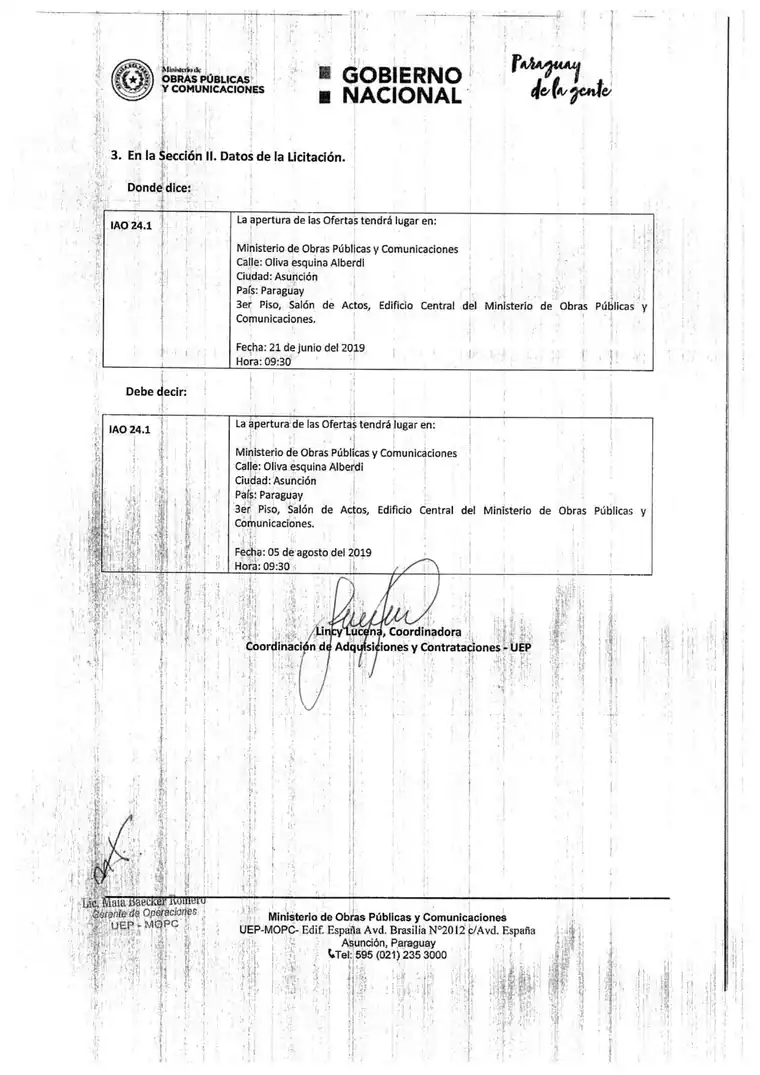 Ministerio de
OBRAS PÚBLICAS
Y COMUNICACIONES
GOBIERNO
NACIONAL
Paraguay
de la gente
3. En la Sección II. Datos de la Licitación.
Donde dice:
IAO 24.1
La apertura de las Ofertas tendrá lugar en:
Ministerio de Obras Públicas y Comunicaciones
Calle: Oliva esquina Alberdi
Ciudad: Asunción
País: Paraguay
3er Piso, Salón de Actos, Edificio Central del Ministerio de Obras Públicas y
Comunicaciones.
Fecha: 21 de junio del 2019
Hora: 09:30
Debe decir:
IAO 24.1
La apertura de las Ofertas tendrá lugar en:
Ministerio de Obras Públicas y Comunicaciones
Calle: Oliva esquina Alberdi
Ciudad: Asunción
País: Paraguay
3er Piso, Salón de Actos, Edificio Central del Ministerio de Obras Públicas y
Comunicaciones.
Fecha: 05 de agosto del 2019
Hora: 09:30
Lincy Lucena, Coordinadora
Coordinación de Adquisiciones y Contrataciones - UEP
Lic. Maia Baecker Romero
Gerente de Operaciones
UEP - MOPC
Ministerio de Obras Públicas y Comunicaciones
UEP-MOPC- Edif. España Avd. Brasilia N°2012 c/Avd. España
Asunción, Paraguay
Tel: 595 (021) 235 3000